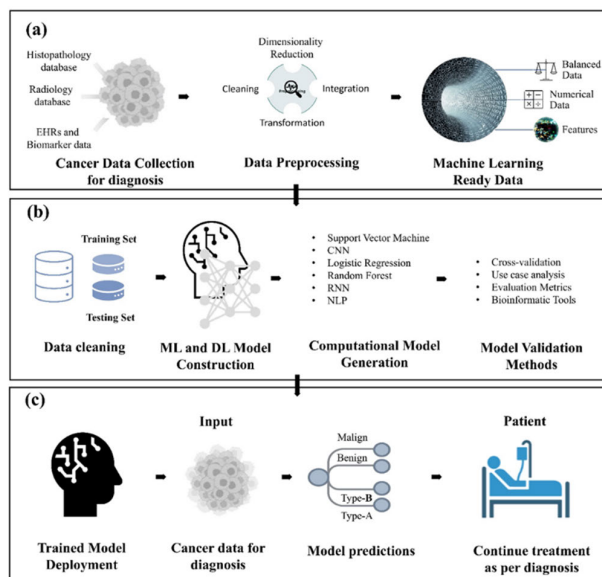 (a)
Histopathology
database
Radiology
database
EHRs and
Biomarker data
Cancer Data Collection
for diagnosis
Dimensionality
Reduction
Cleaning
Integration
Transformation
Data Preprocessing
Balanced
Data
Numerical
Data
Features
Machine Learning
Ready Data
(b)
Training Set
Testing Set
Data cleaning
ML and DL Model
Construction
• Support Vector Machine
• CNN
• Logistic Regression
• Random Forest
• RNN
• NLP
Computational Model
Generation
• Cross-validation
• Use case analysis
• Evaluation Metrics
• Bioinformatic Tools
Model Validation
Methods
(c)
Trained Model
Deployment
Input
Cancer data for
diagnosis
Malign
Benign
Type-B
Type-A
Model predictions
Patient
Continue treatment
as per diagnosis